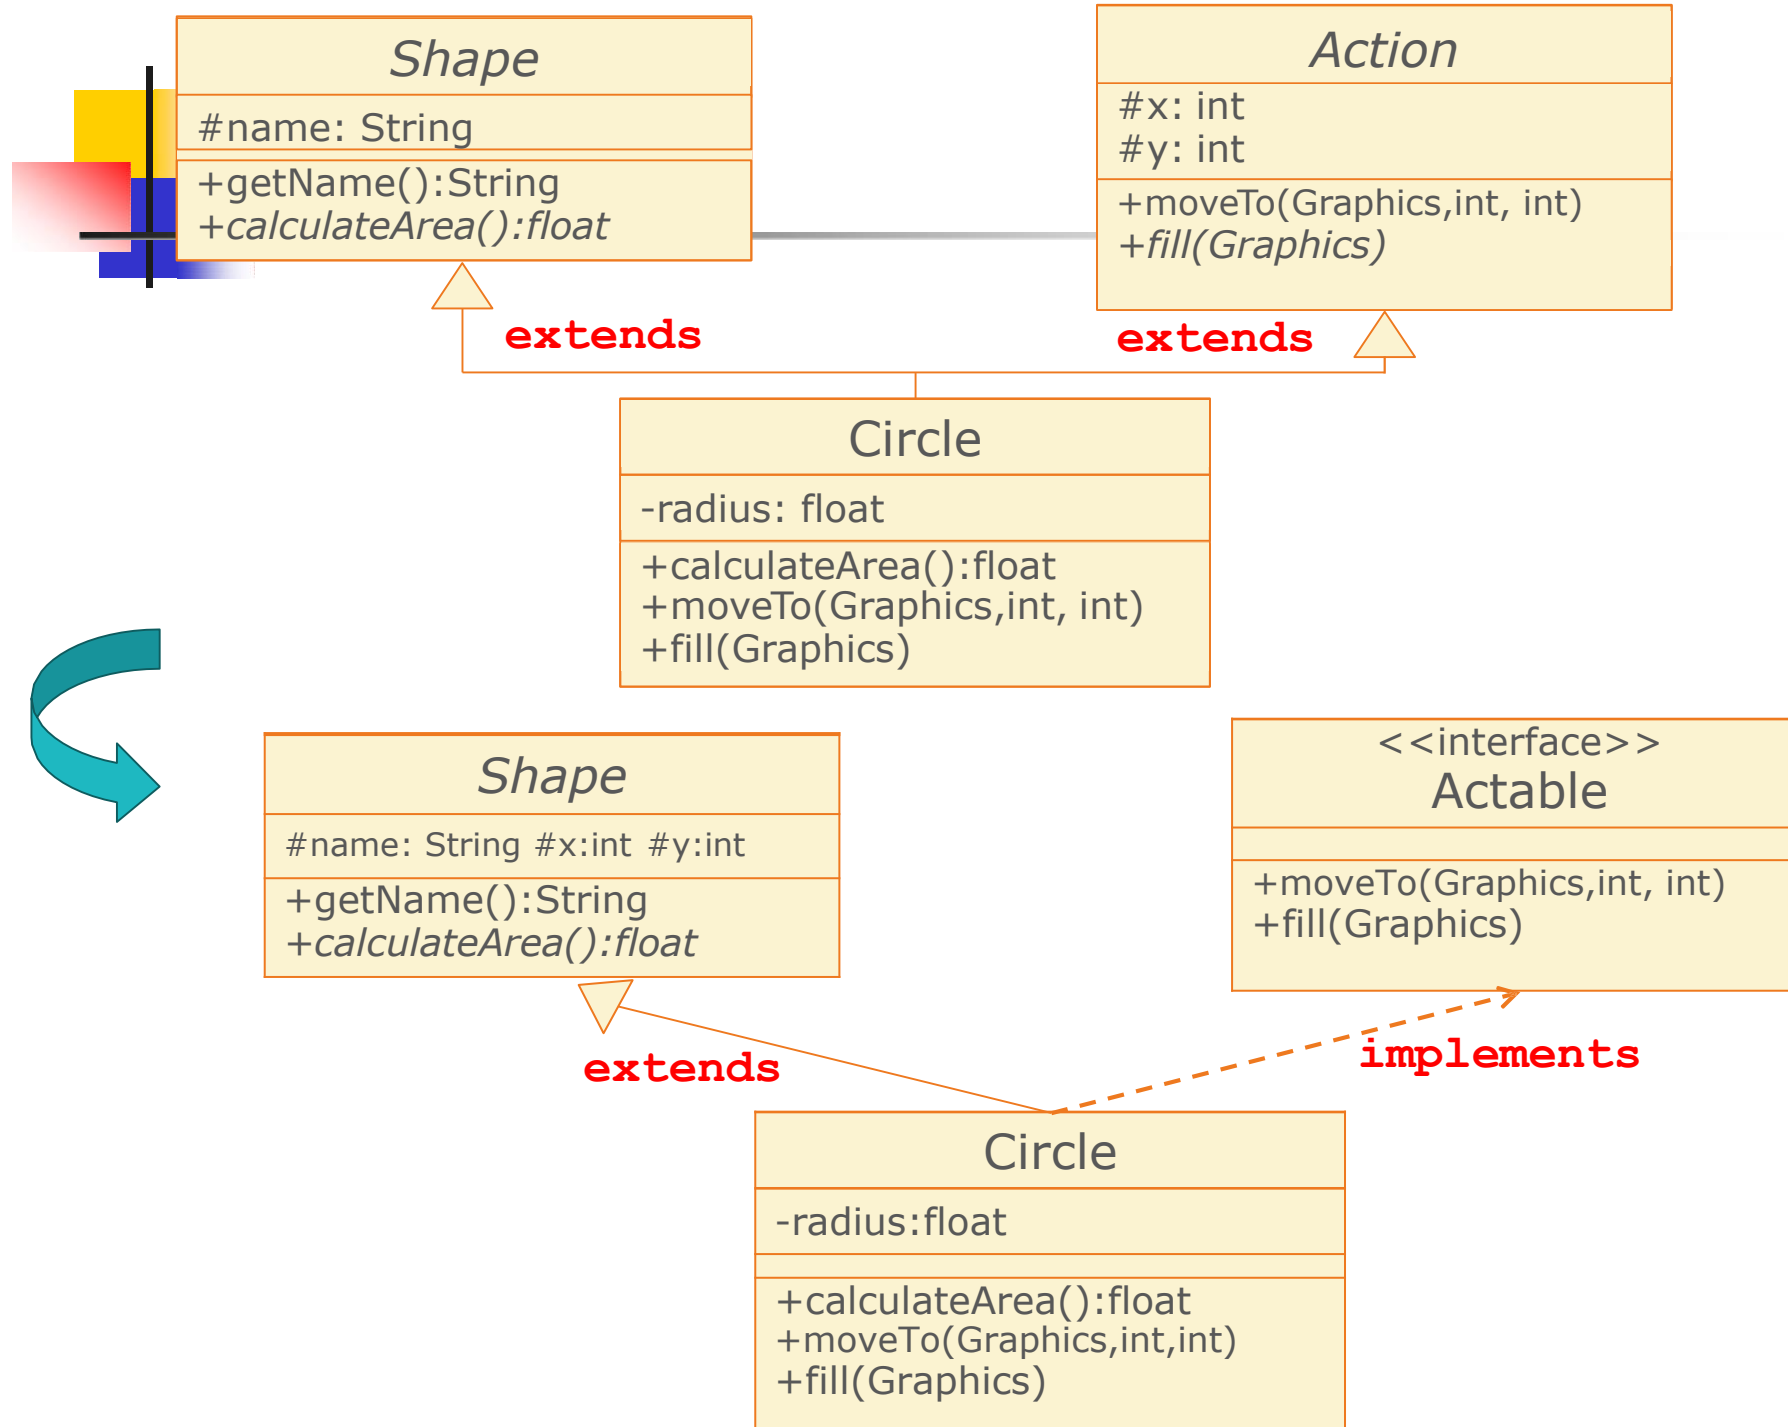 Shape
#name: String
+getName():String
+calculateArea():float
Action
#x: int
#y: int
+moveTo(Graphics,int, int)
+fill(Graphics)
extends
extends
Circle
-radius: float
+calculateArea():float
+moveTo(Graphics,int, int)
+fill(Graphics)
Shape
#name: String #x:int #y:int
+getName():String
+calculateArea():float
<<interface>>
Actable
+moveTo(Graphics,int, int)
+fill(Graphics)
extends
implements
Circle
-radius:float
+calculateArea():float
+moveTo(Graphics,int,int)
+fill(Graphics)